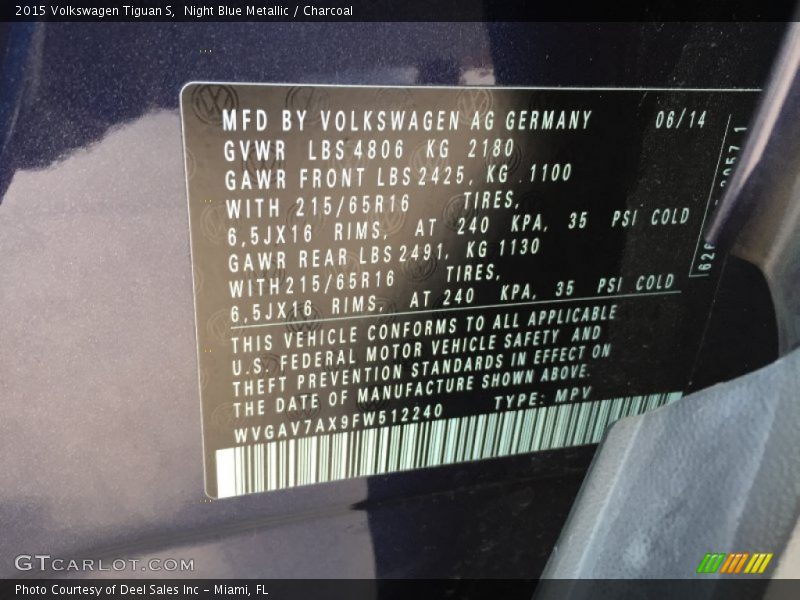 2015 Volkswagen Tiguan S, Night Blue Metallic / Charcoal
MFD BY VOLKSWAGEN AG GERMANY 06/14
GVWR LBS 4806 KG 2180
GAWR FRONT LBS 2425, KG 1100
WITH 215/65R16 TIRES,
6,5JX16 RIMS, AT 240 KPA, 35 PSI COLD
GAWR REAR LBS 2491, KG 1130
WITH 215/65R16 TIRES,
6,5JX16 RIMS, AT 240 KPA, 35 PSI COLD
THIS VEHICLE CONFORMS TO ALL APPLICABLE
U.S. FEDERAL MOTOR VEHICLE SAFETY AND
THEFT PREVENTION STANDARDS IN EFFECT ON
THE DATE OF MANUFACTURE SHOWN ABOVE.
WVGAV7AX9FW512240 TYPE: MPV
GTCARLOT.COM
Photo Courtesy of Deel Sales Inc - Miami, FL